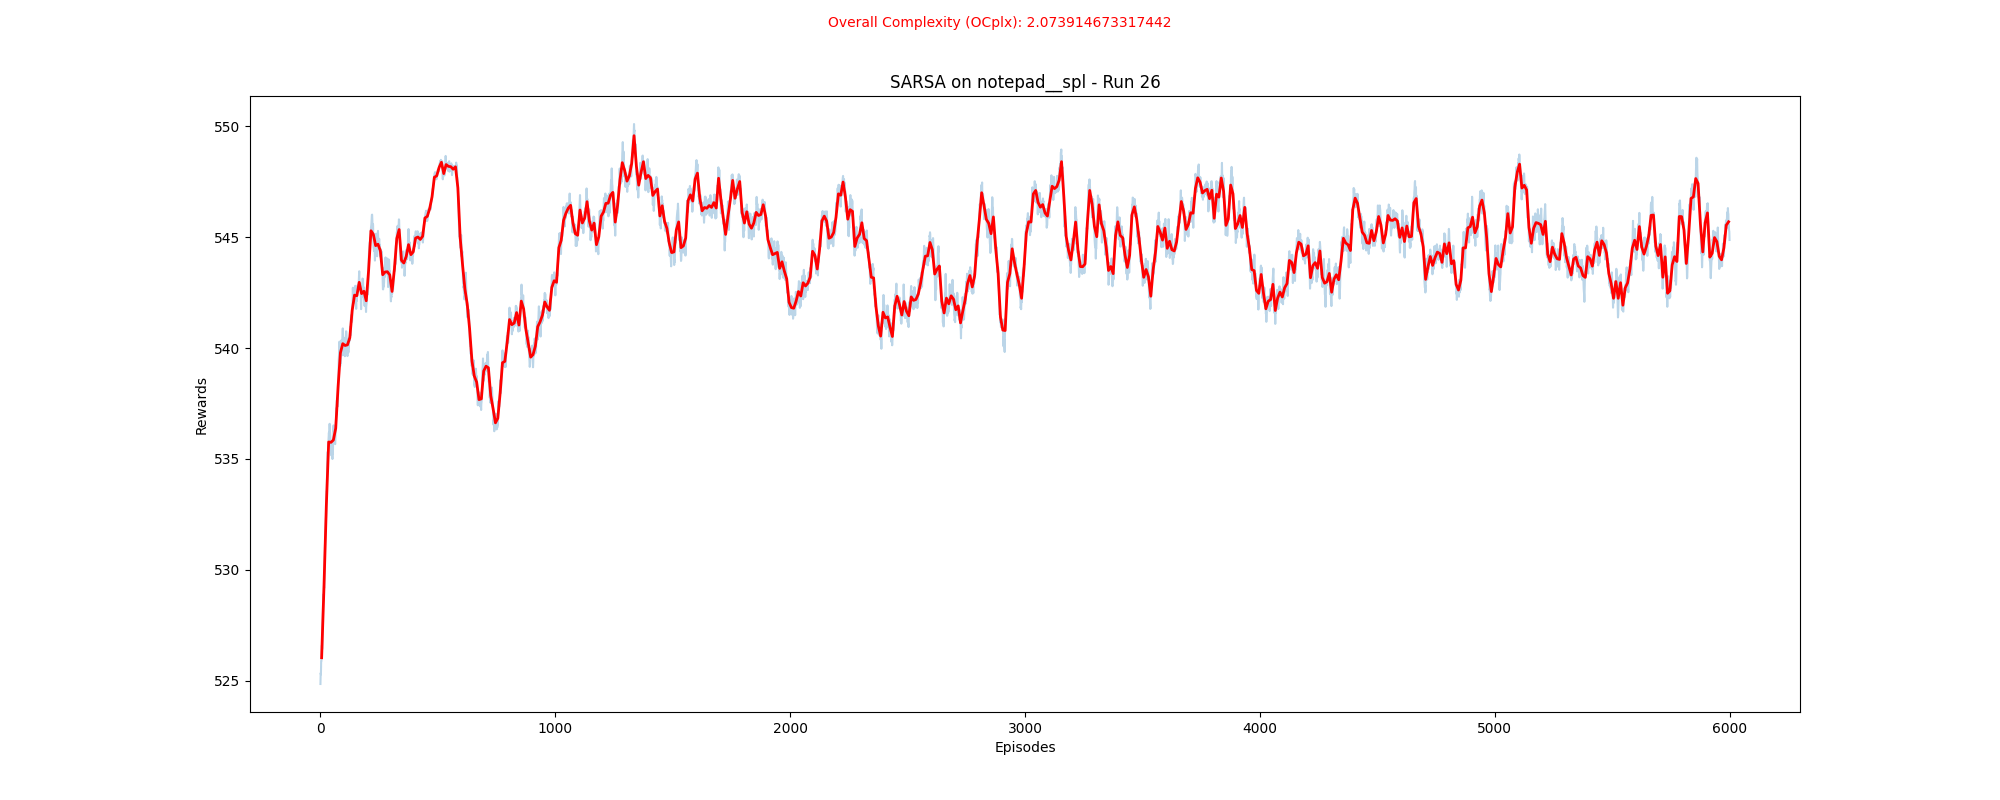 Overall Complexity (OCplx): 2.073914673317442
SARSA on notepad__spl - Run 26
550
545
540
535
530
525
Rewards
0 1000 2000 3000 4000 5000 6000
Episodes